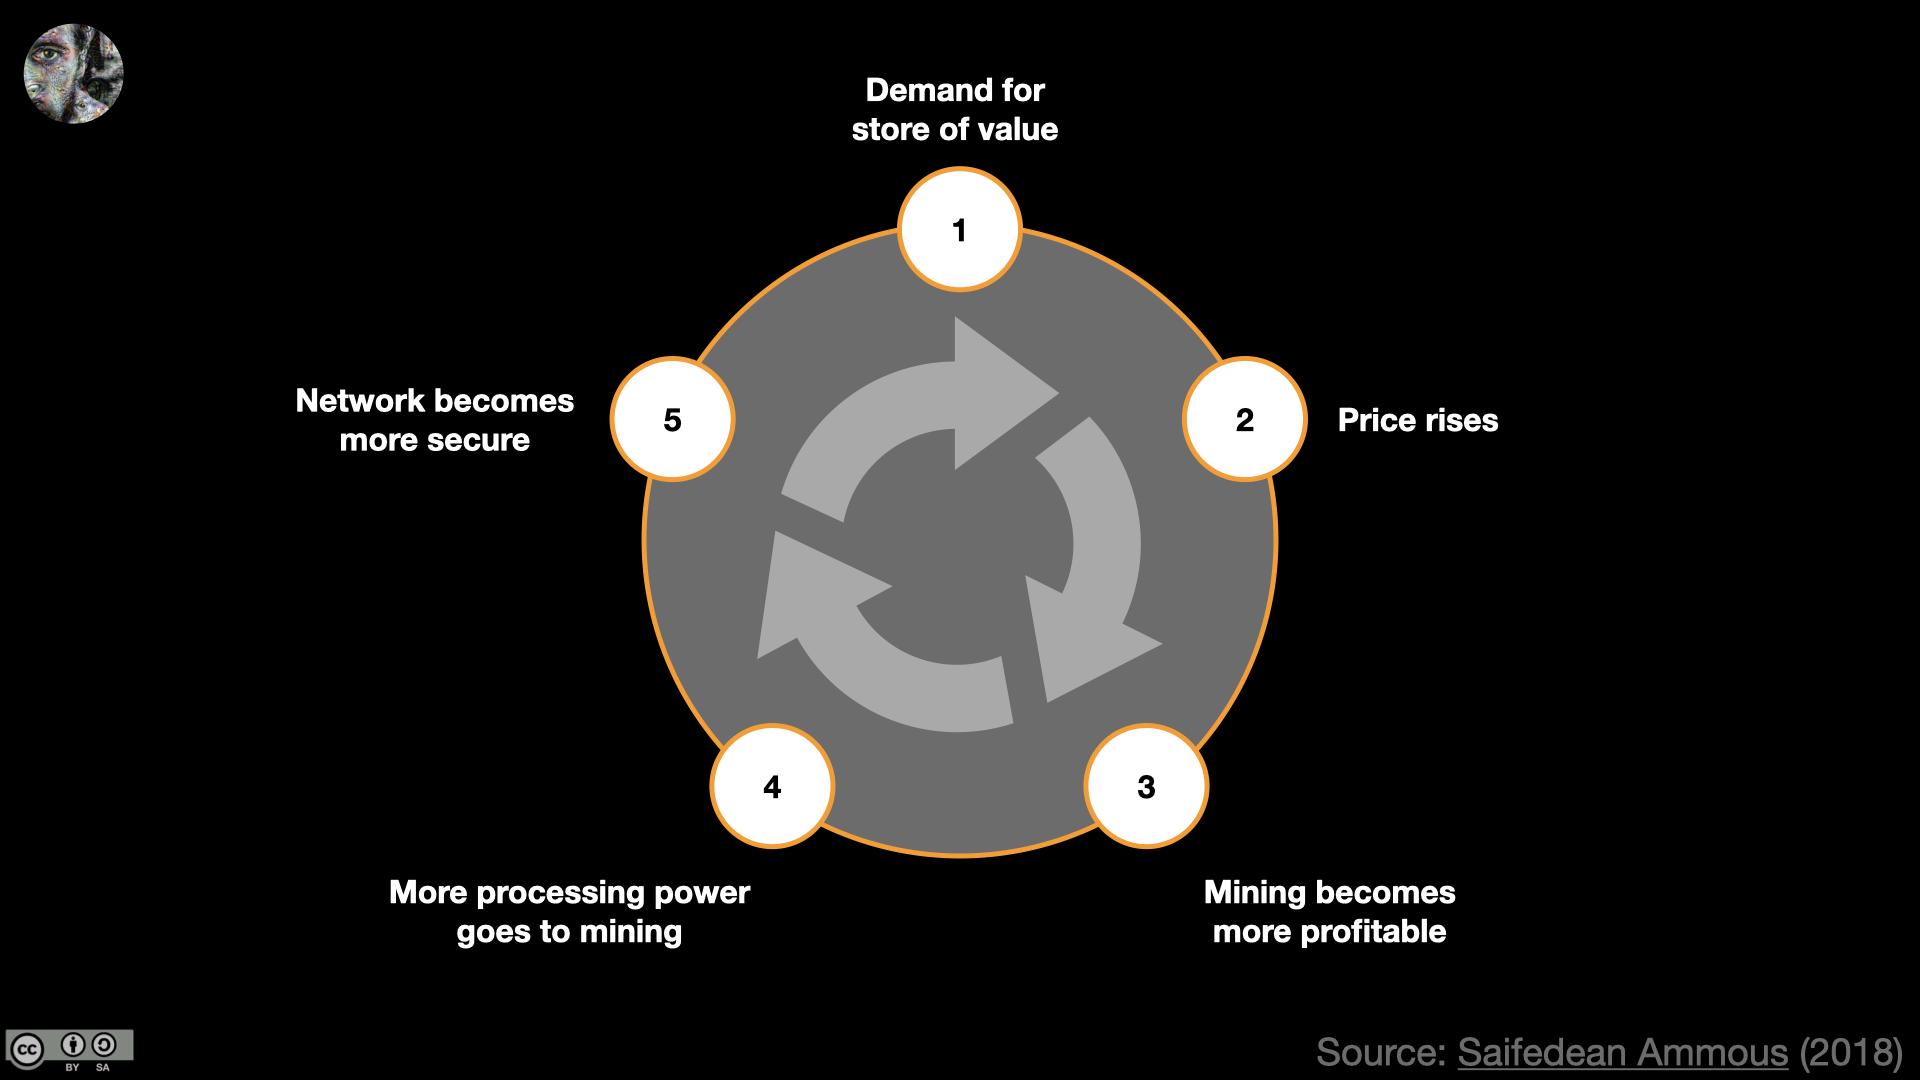 Demand for
store of value
1
Network becomes
more secure
5
2
Price rises
4
3
More processing power
goes to mining
Mining becomes
more profitable
cc
BY SA
Source: Saifedean Ammous (2018)